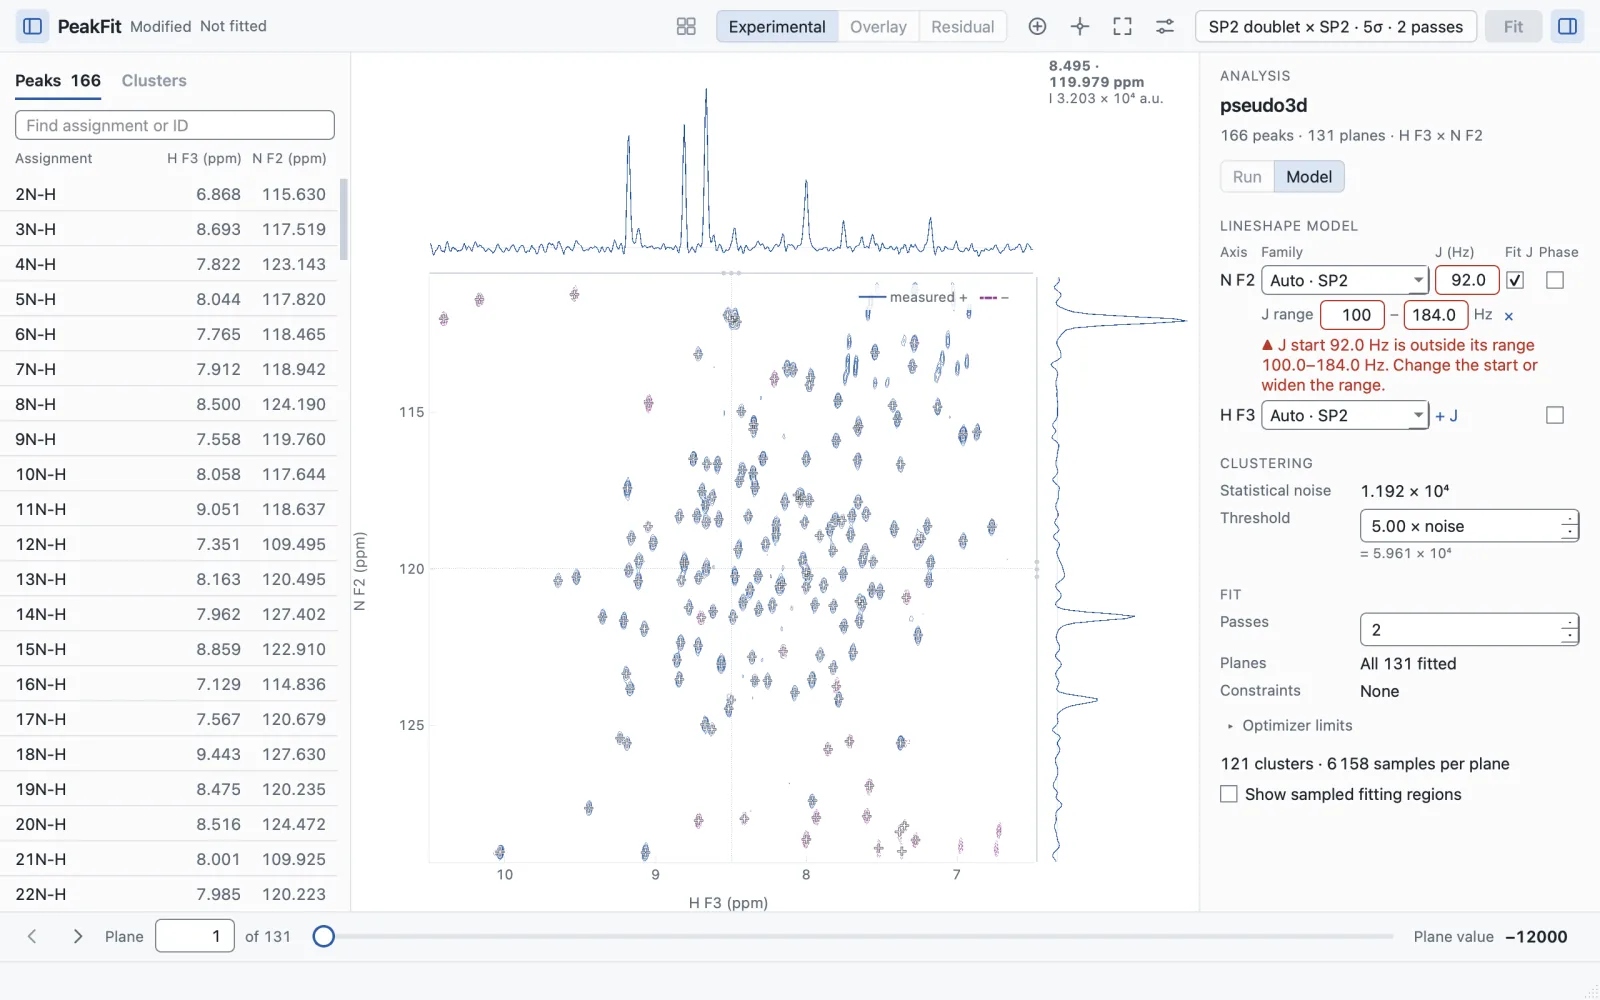 PeakFit Modified Not fitted
Experimental Overlay Residual
SP2 doublet × SP2 · 5σ · 2 passes
Fit
Peaks 166 Clusters
Find assignment or ID
Assignment H F3 (ppm) N F2 (ppm)
2N-H 6.868 115.630
3N-H 8.693 117.519
4N-H 7.822 123.143
5N-H 8.044 117.820
6N-H 7.765 118.465
7N-H 7.912 118.942
8N-H 8.500 124.190
9N-H 7.558 119.760
10N-H 8.058 117.644
11N-H 9.051 118.637
12N-H 7.351 109.495
13N-H 8.163 120.495
14N-H 7.962 127.402
15N-H 8.859 122.910
16N-H 7.129 114.836
17N-H 7.567 120.679
18N-H 9.443 127.630
19N-H 8.475 120.235
20N-H 8.516 124.472
21N-H 8.001 109.925
22N-H 7.985 120.223
8.495 ·
119.979 ppm
I 3.203 × 10⁴ a.u.
measured + −
115
120
125
N F2 (ppm)
10 9 8 7
H F3 (ppm)
ANALYSIS
pseudo3d
166 peaks · 131 planes · H F3 × N F2
Run Model
LINESHAPE MODEL
Axis Family J (Hz) Fit J Phase
N F2 Auto · SP2 92.0
J range 100 – 184.0 Hz ×
▲ J start 92.0 Hz is outside its range
100.0–184.0 Hz. Change the start or
widen the range.
H F3 Auto · SP2 + J
CLUSTERING
Statistical noise 1.192 × 10⁴
Threshold 5.00 × noise
= 5.961 × 10⁴
FIT
Passes 2
Planes All 131 fitted
Constraints None
▸ Optimizer limits
121 clusters · 6 158 samples per plane
Show sampled fitting regions
Plane 1 of 131
Plane value −12000